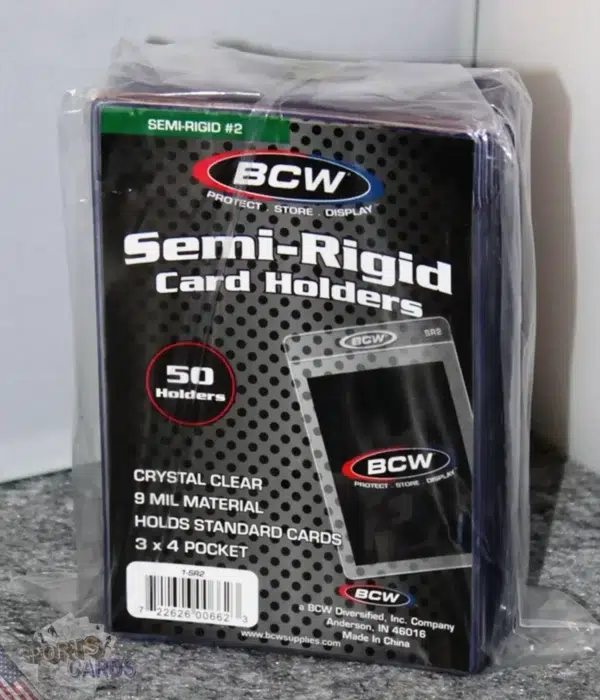 SEMI-RIGID #2
BCW
PROTECT . STORE . DISPLAY
Semi-Rigid
Card Holders
50
Holders
BCW
SR2
BCW
PROTECT . STORE . DISPLAY
CRYSTAL CLEAR
9 MIL MATERIAL
HOLDS STANDARD CARDS
3 x 4 POCKET
1-SR2
7 22626 00662 3
BCW
a BCW Diversified, Inc. Company
Anderson, IN 46016
Made In China
www.bcwsupplies.com
SPORTS
CARDS